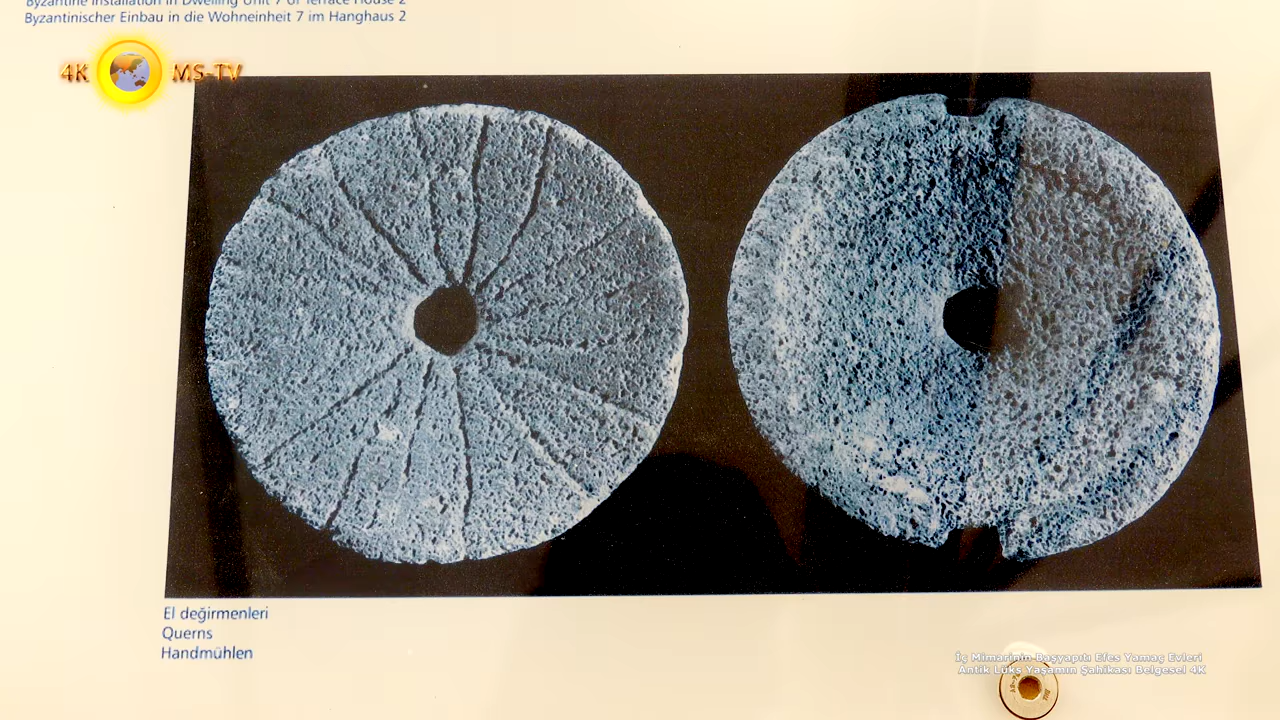 Byzantine Installation in Dwelling Unit 7 of Terrace House 2
Byzantinischer Einbau in die Wohneinheit 7 im Hanghaus 2
4K MS-TV
El değirmenleri
Querns
Handmühlen
İç Mimarinin Başyapıtı Efes Yamaç Evleri
Antik Lüks Yaşamın Şahikası Belgesel 4K